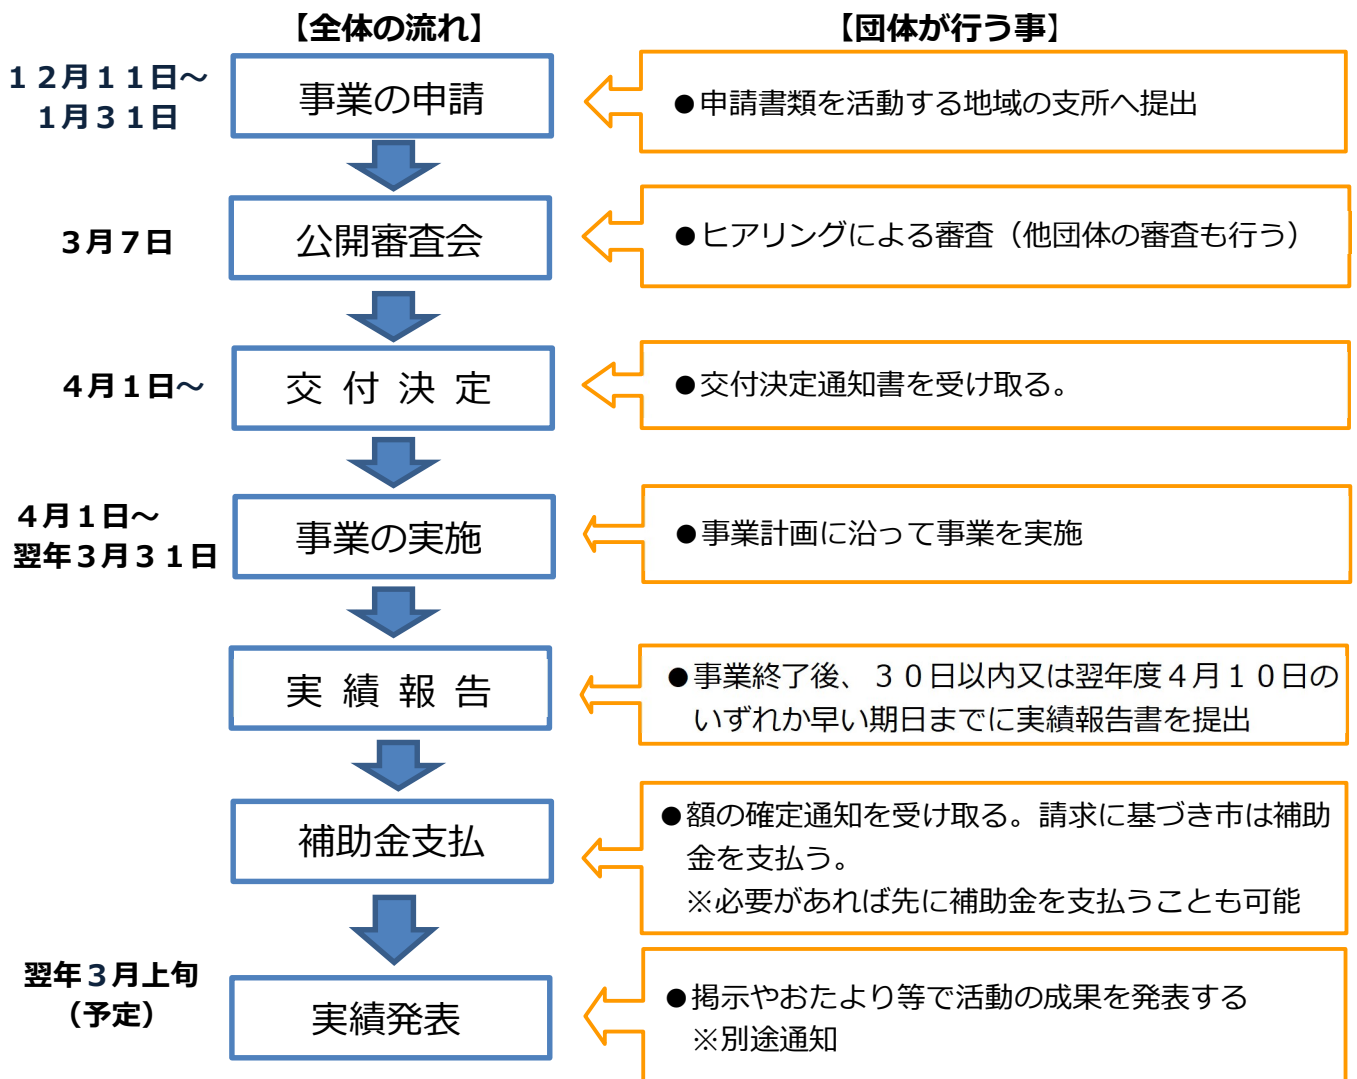 【全体の流れ】
【団体が行う事】
１２月１１日～
１月３１日
事業の申請
●申請書類を活動する地域の支所へ提出
３月７日
公開審査会
●ヒアリングによる審査（他団体の審査も行う）
４月１日～
交 付 決 定
●交付決定通知書を受け取る。
４月１日～
翌年３月３１日
事業の実施
●事業計画に沿って事業を実施
実 績 報 告
●事業終了後、３０日以内又は翌年度４月１０日の
いずれか早い期日までに実績報告書を提出
補助金支払
●額の確定通知を受け取る。請求に基づき市は補助
金を支払う。
※必要があれば先に補助金を支払うことも可能
翌年３月上旬
（予定）
実績発表
●掲示やおたより等で活動の成果を発表する
※別途通知